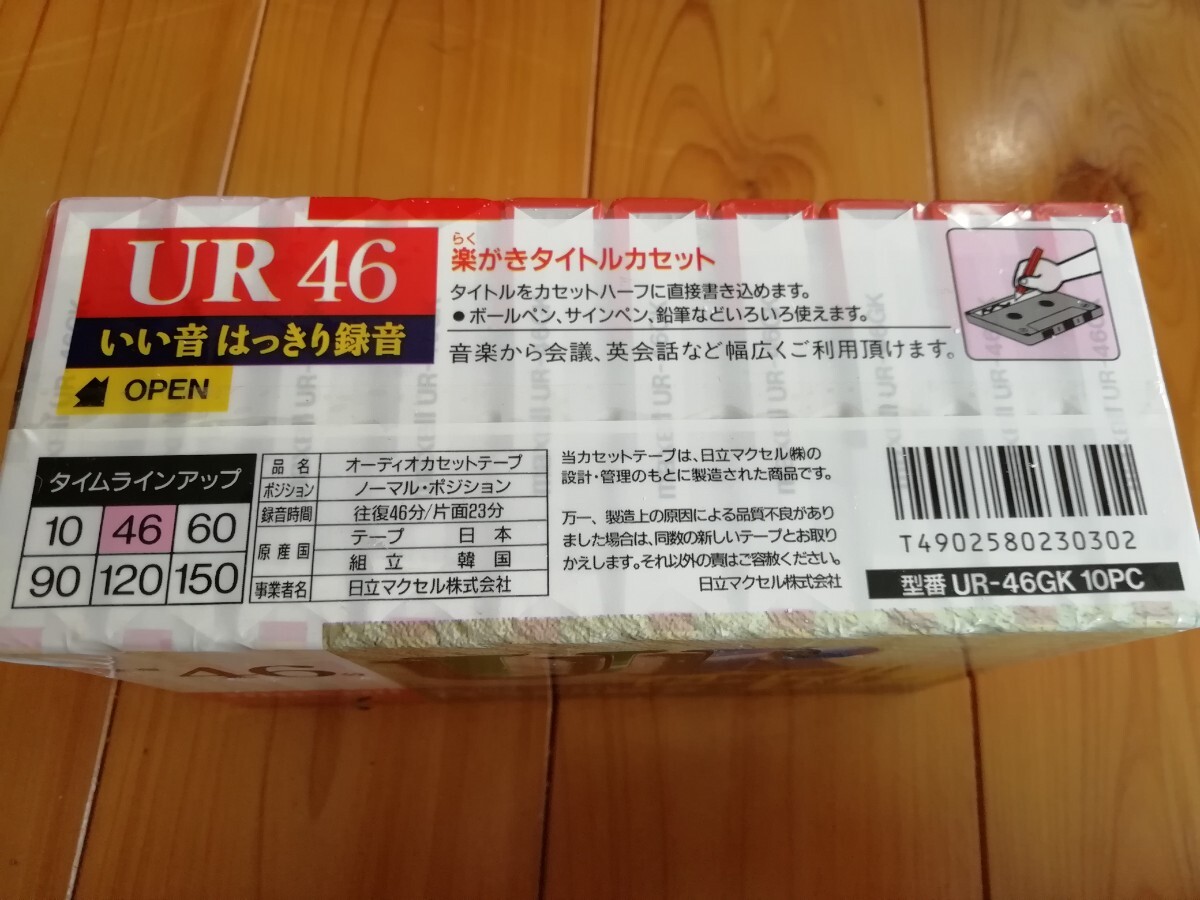 UR 46
いい音 はっきり録音
OPEN
らく
楽がきタイトルカセット
タイトルをカセットハーフに直接書き込めます。
●ボールペン、サインペン、鉛筆などいろいろ使えます。
音楽から会議、英会話など幅広くご利用頂けます。
タイムラインアップ
10 46 60
90 120 150
品名 オーディオカセットテープ
ポジション ノーマル・ポジション
録音時間 往復46分/片面23分
原産国 テープ 日本
組立 韓国
事業者名 日立マクセル株式会社
当カセットテープは、日立マクセル(株)の
設計・管理のもとに製造された商品です。
万一、製造上の原因による品質不良があり
ました場合は、同数の新しいテープとお取り
かえします。それ以外の責はご容赦ください。
日立マクセル株式会社
T4902580230302
型番 UR-46GK 10PC
46